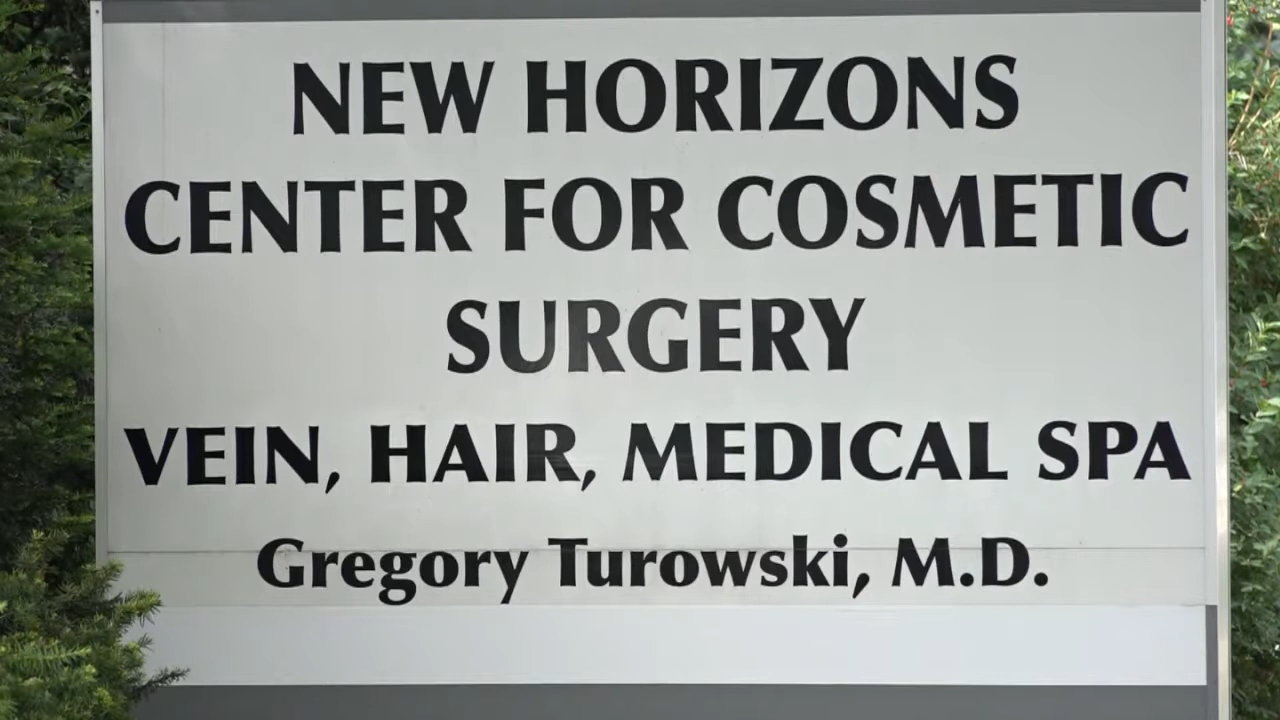 NEW HORIZONS
CENTER FOR COSMETIC
SURGERY
VEIN, HAIR, MEDICAL SPA
Gregory Turowski, M.D.